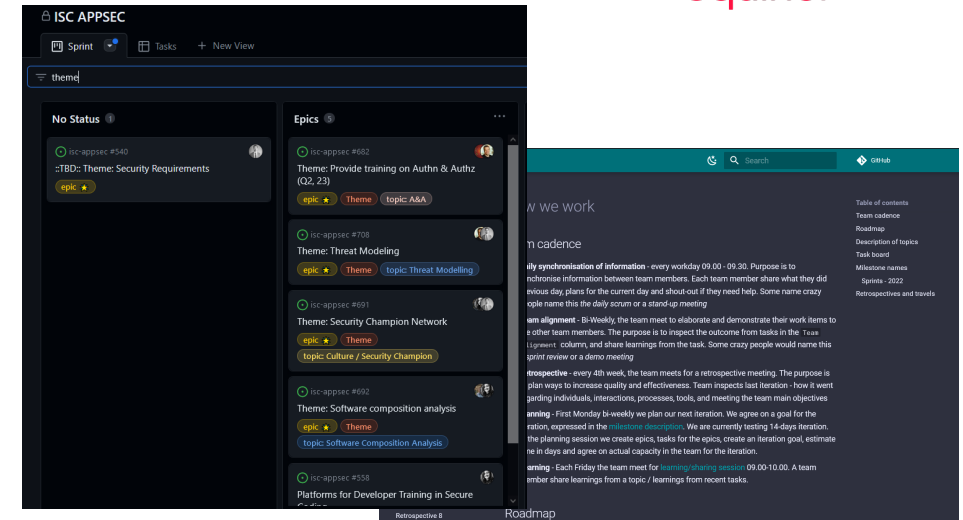 ISC APPSEC
Sprint
Tasks
+ New View
theme
No Status 1
isc-appsec #540
::TBD:: Theme: Security Requirements
epic
Epics 5
...
isc-appsec #682
Theme: Provide training on Authn & Authz
(Q2, 23)
epic Theme topic: A&A
isc-appsec #708
Theme: Threat Modeling
epic Theme topic: Threat Modelling
isc-appsec #691
Theme: Security Champion Network
epic Theme
topic: Culture / Security Champion
isc-appsec #692
Theme: Software composition analysis
epic Theme
topic: Software Composition Analysis
isc-appsec #558
Platforms for Developer Training in Secure
Search
GitHub
we work
cadence
synchronisation of information - every workday 09.00 - 09.30. Purpose is to
information between team members. Each team member share what they did
day, plans for the current day and shout-out if they need help. Some name crazy
name this the daily scrum or a stand-up meeting
alignment - Bi-Weekly, the team meet to elaborate and demonstrate their work items to
other team members. The purpose is to inspect the outcome from tasks in the Team
column, and share learnings from the task. Some crazy people would name this
sprint review or a demo meeting
- every 4th week, the team meets for a retrospective meeting. The purpose is
plan ways to increase quality and effectiveness. Team inspects last iteration - how it went
individuals, interactions, processes, tools, and meeting the team main objectives
- First Monday bi-weekly we plan our next iteration. We agree on a goal for the
expressed in the milestone description. We are currently testing 14-days iteration.
the planning session we create epics, tasks for the epics, create an iteration goal, estimate
in days and agree on actual capacity in the team for the iteration.
- Each Friday the team meet for learning/sharing session 09.00-10.00. A team
share learnings from a topic / learnings from recent tasks.
Roadmap
Retrospective 8
Table of contents
Team cadence
Roadmap
Description of topics
Task board
Milestone names
Sprints - 2022
Retrospectives and travels